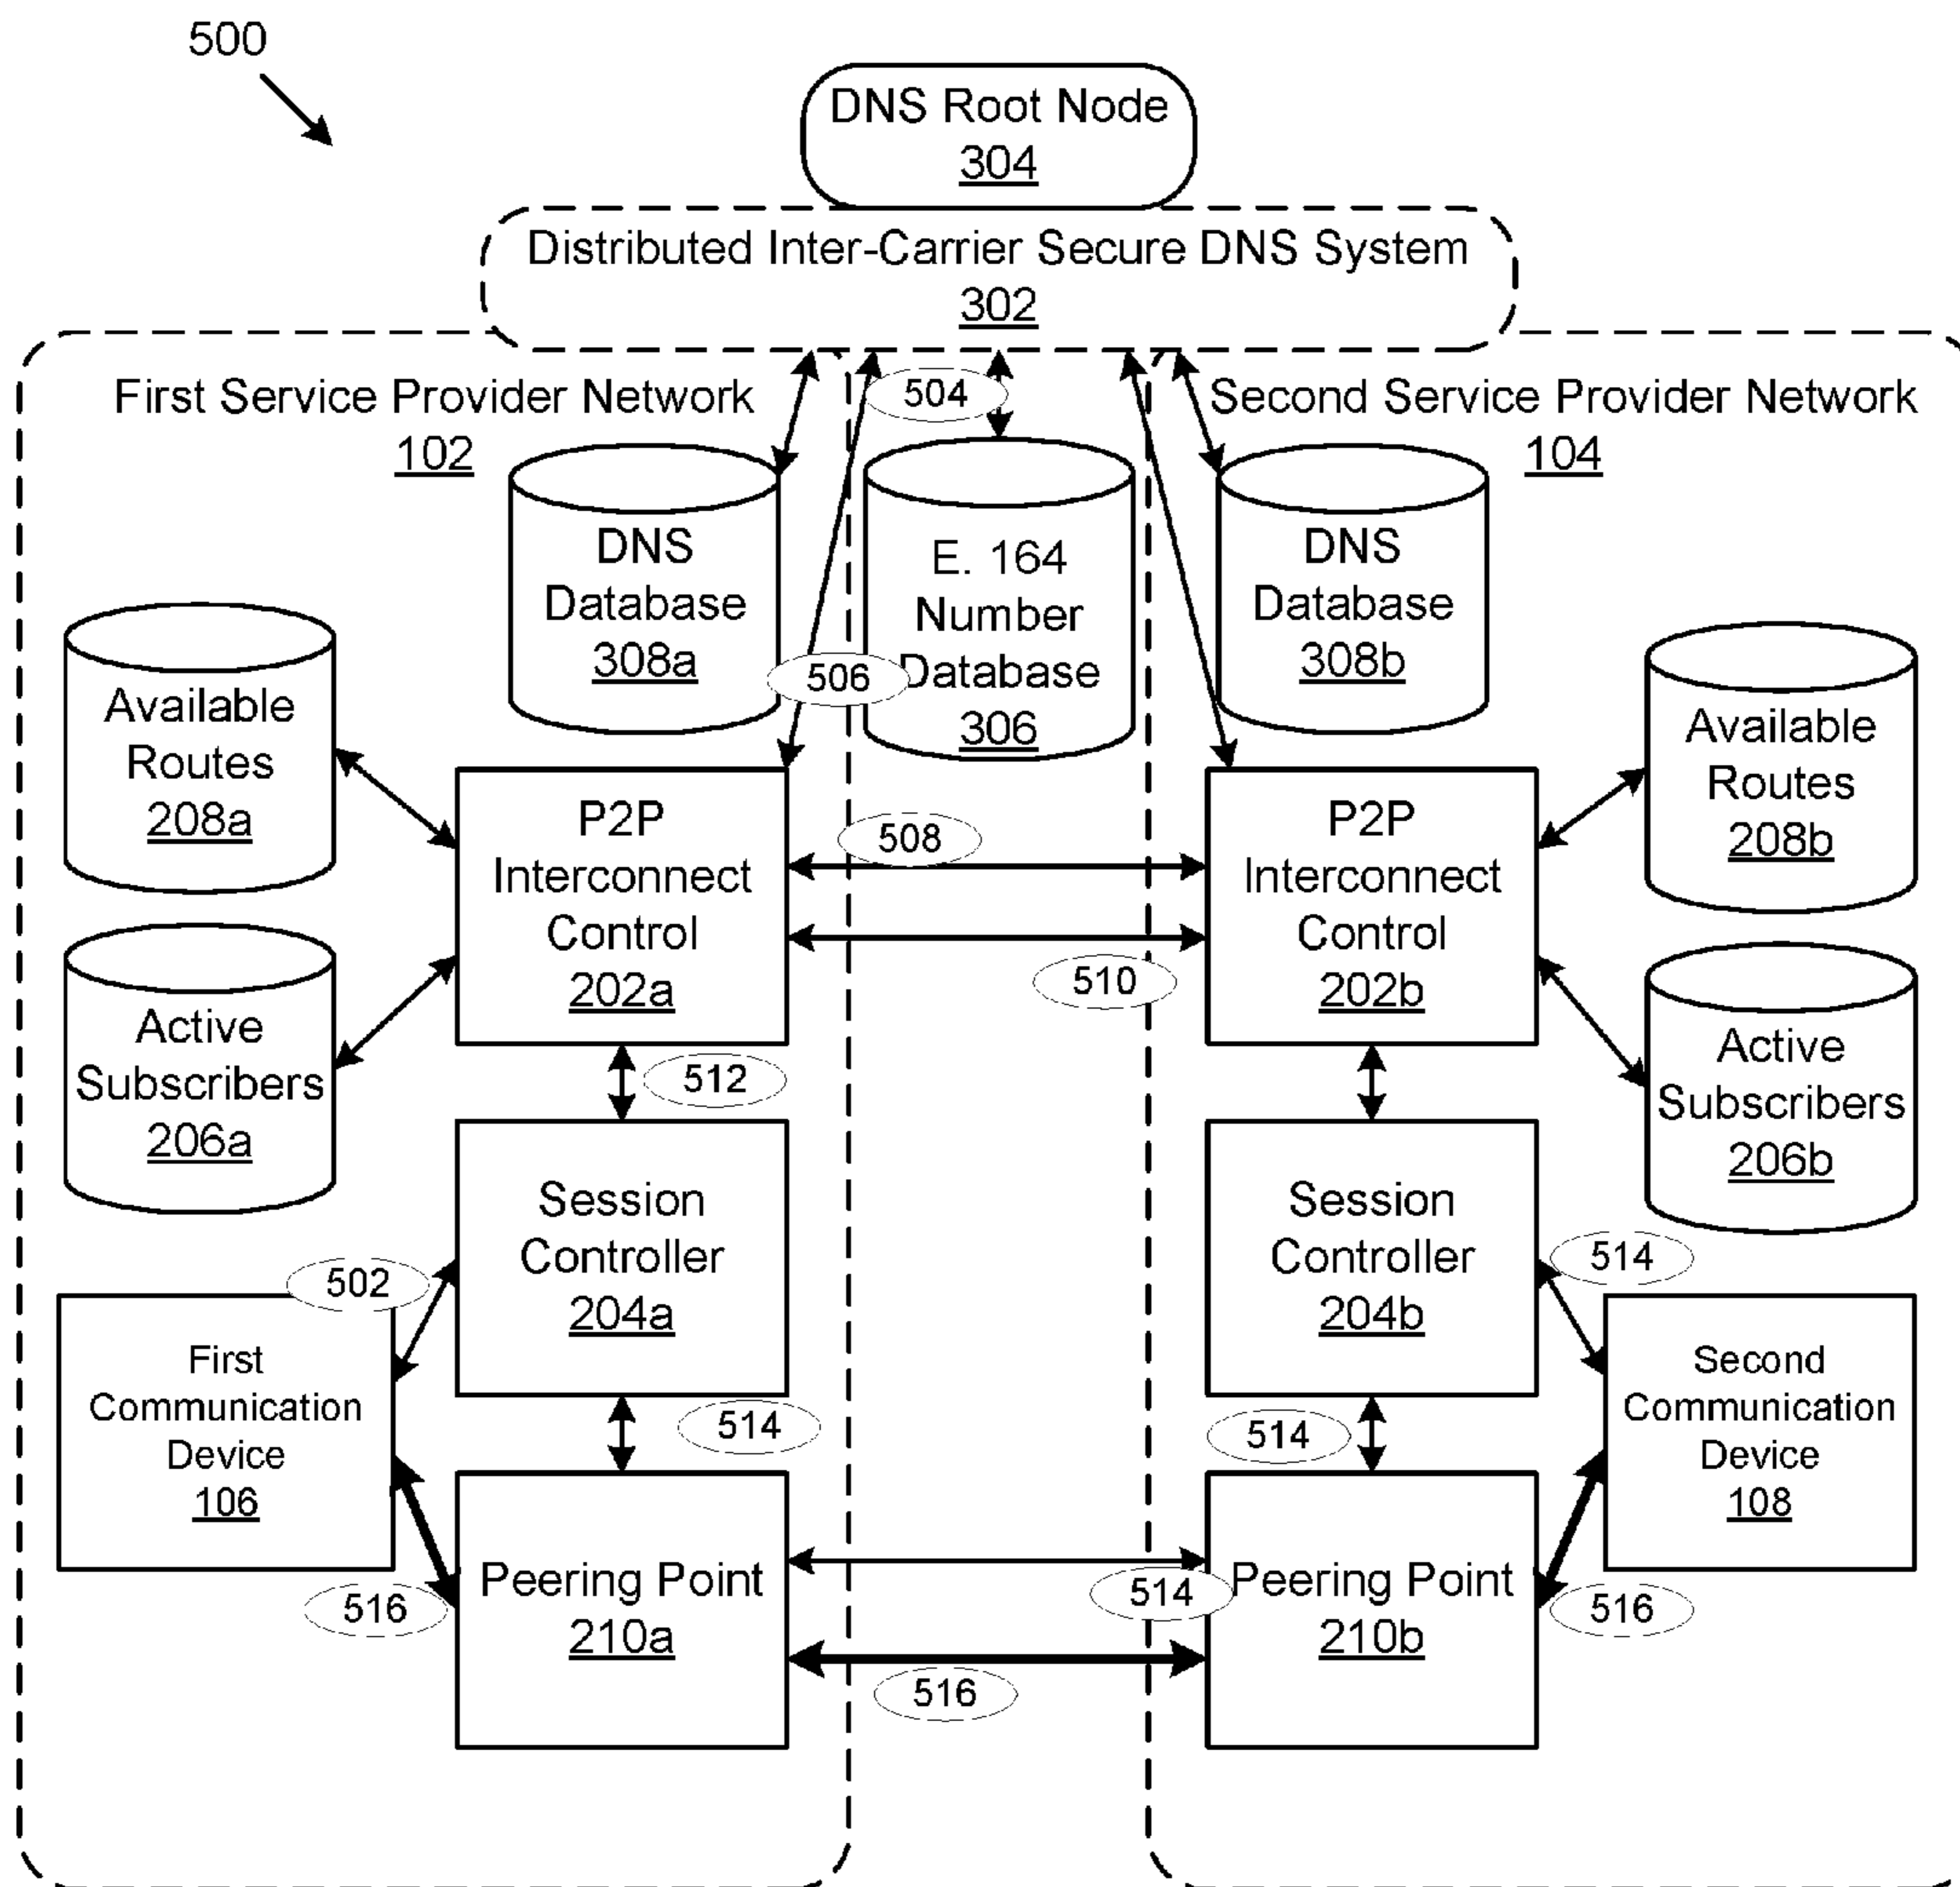 500
DNS Root Node
304
Distributed Inter-Carrier Secure DNS System
302
First Service Provider Network
102
504
Second Service Provider Network
104
DNS
Database
308a
E. 164
Number
Database
306
DNS
Database
308b
506
Available
Routes
208a
Available
Routes
208b
P2P
Interconnect
Control
202a
508
510
P2P
Interconnect
Control
202b
Active
Subscribers
206a
Active
Subscribers
206b
512
Session
Controller
204a
Session
Controller
204b
502
514
First
Communication
Device
106
Second
Communication
Device
108
514
514
Peering Point
210a
514
Peering Point
210b
516
516
516